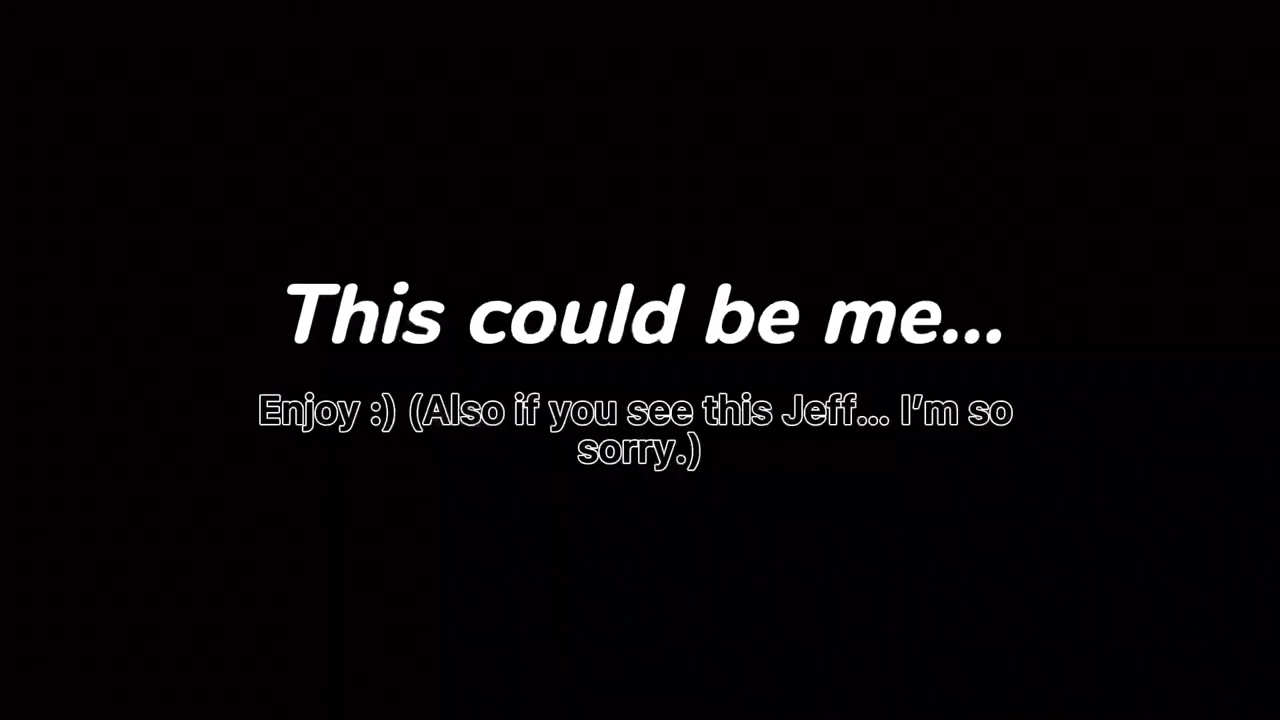 This could be me...
Enjoy :) (Also if you see this Jeff... I’m so
sorry.)